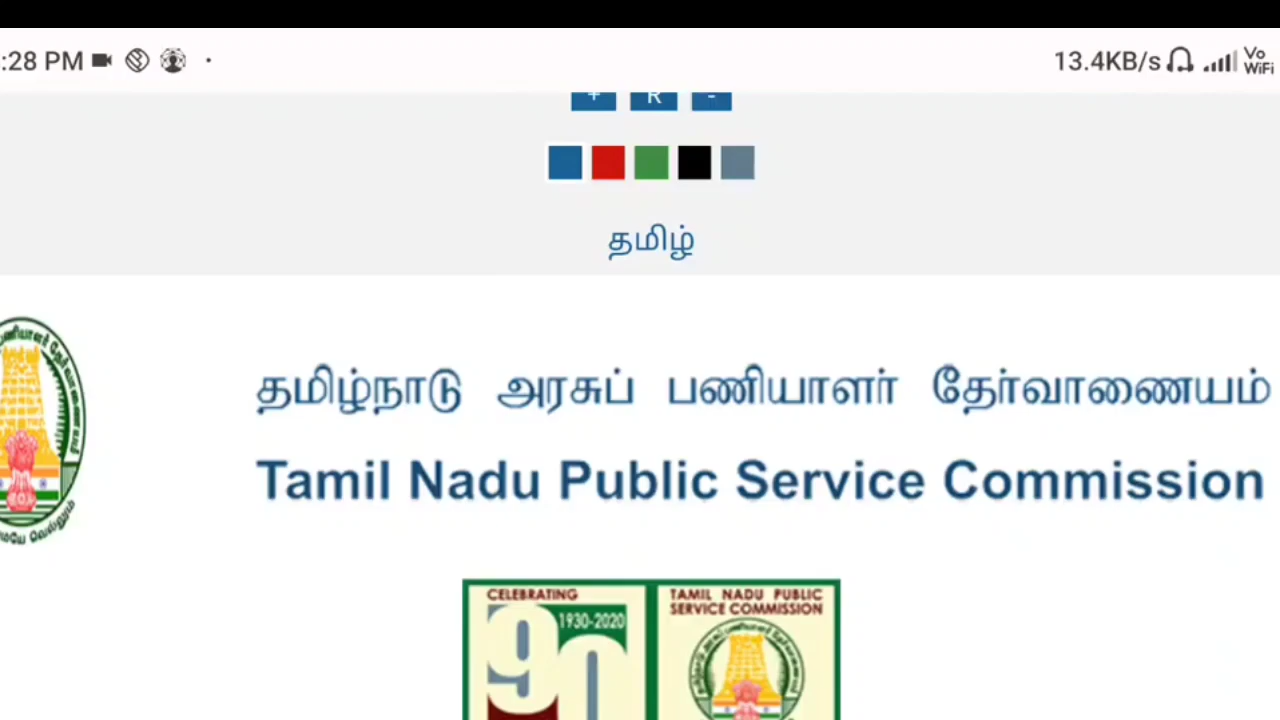 :28 PM
13.4KB/s Vo WiFi
+ R -
தமிழ்
தமிழ்நாடு அரசுப் பணியாளர் தேர்வாணையம்
Tamil Nadu Public Service Commission
CELEBRATING
1930-2020
90
TAMIL NADU PUBLIC
SERVICE COMMISSION